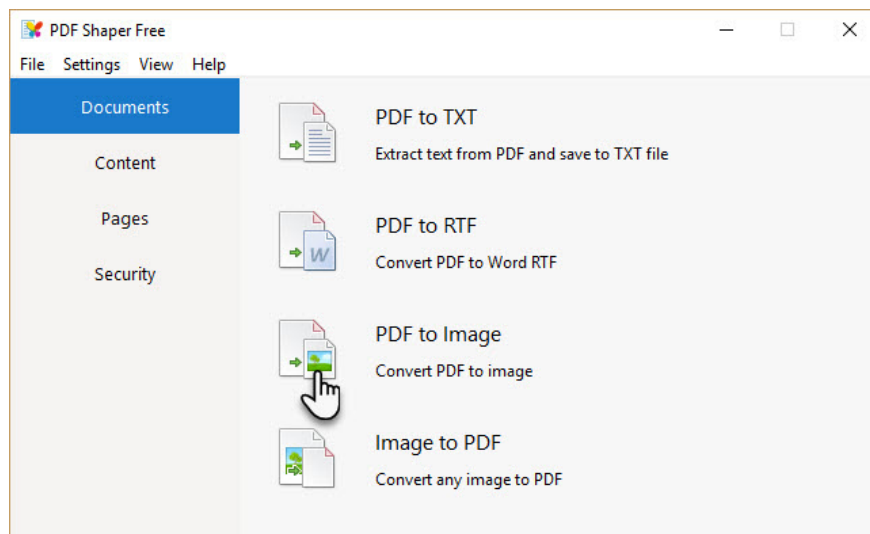 PDF Shaper Free
File Settings View Help
Documents
Content
Pages
Security
PDF to TXT
Extract text from PDF and save to TXT file
PDF to RTF
Convert PDF to Word RTF
PDF to Image
Convert PDF to image
Image to PDF
Convert any image to PDF